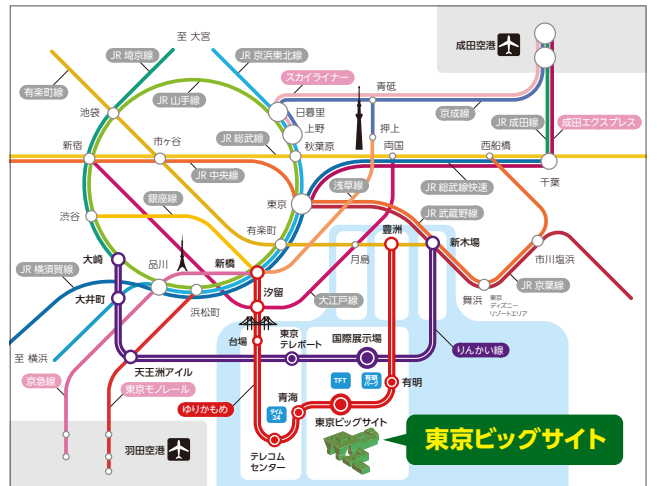 至 大宮
JR 埼京線
JR 京浜東北線
成田空港
有楽町線
JR 山手線
スカイライナー
青砥
京成線
JR 成田線
成田エクスプレス
池袋
日暮里
上野
押上
新宿
市ヶ谷
JR 総武線
秋葉原
両国
西船橋
JR 中央線
浅草線
JR 総武線快速
千葉
渋谷
銀座線
東京
JR 武蔵野線
有楽町
豊洲
新木場
大崎
品川
新橋
月島
市川塩浜
JR 横須賀線
大井町
浜松町
汐留
大江戸線
舞浜
東京
ディズニー
リゾートエリア
JR 京葉線
至 横浜
天王洲アイル
台場
東京
テレポート
国際展示場
りんかい線
京急線
東京モノレール
ゆりかもめ
青海
タイム
24
TFT
有明
パーク
有明
東京ビッグサイト
東京ビッグサイト
羽田空港
テレコム
センター